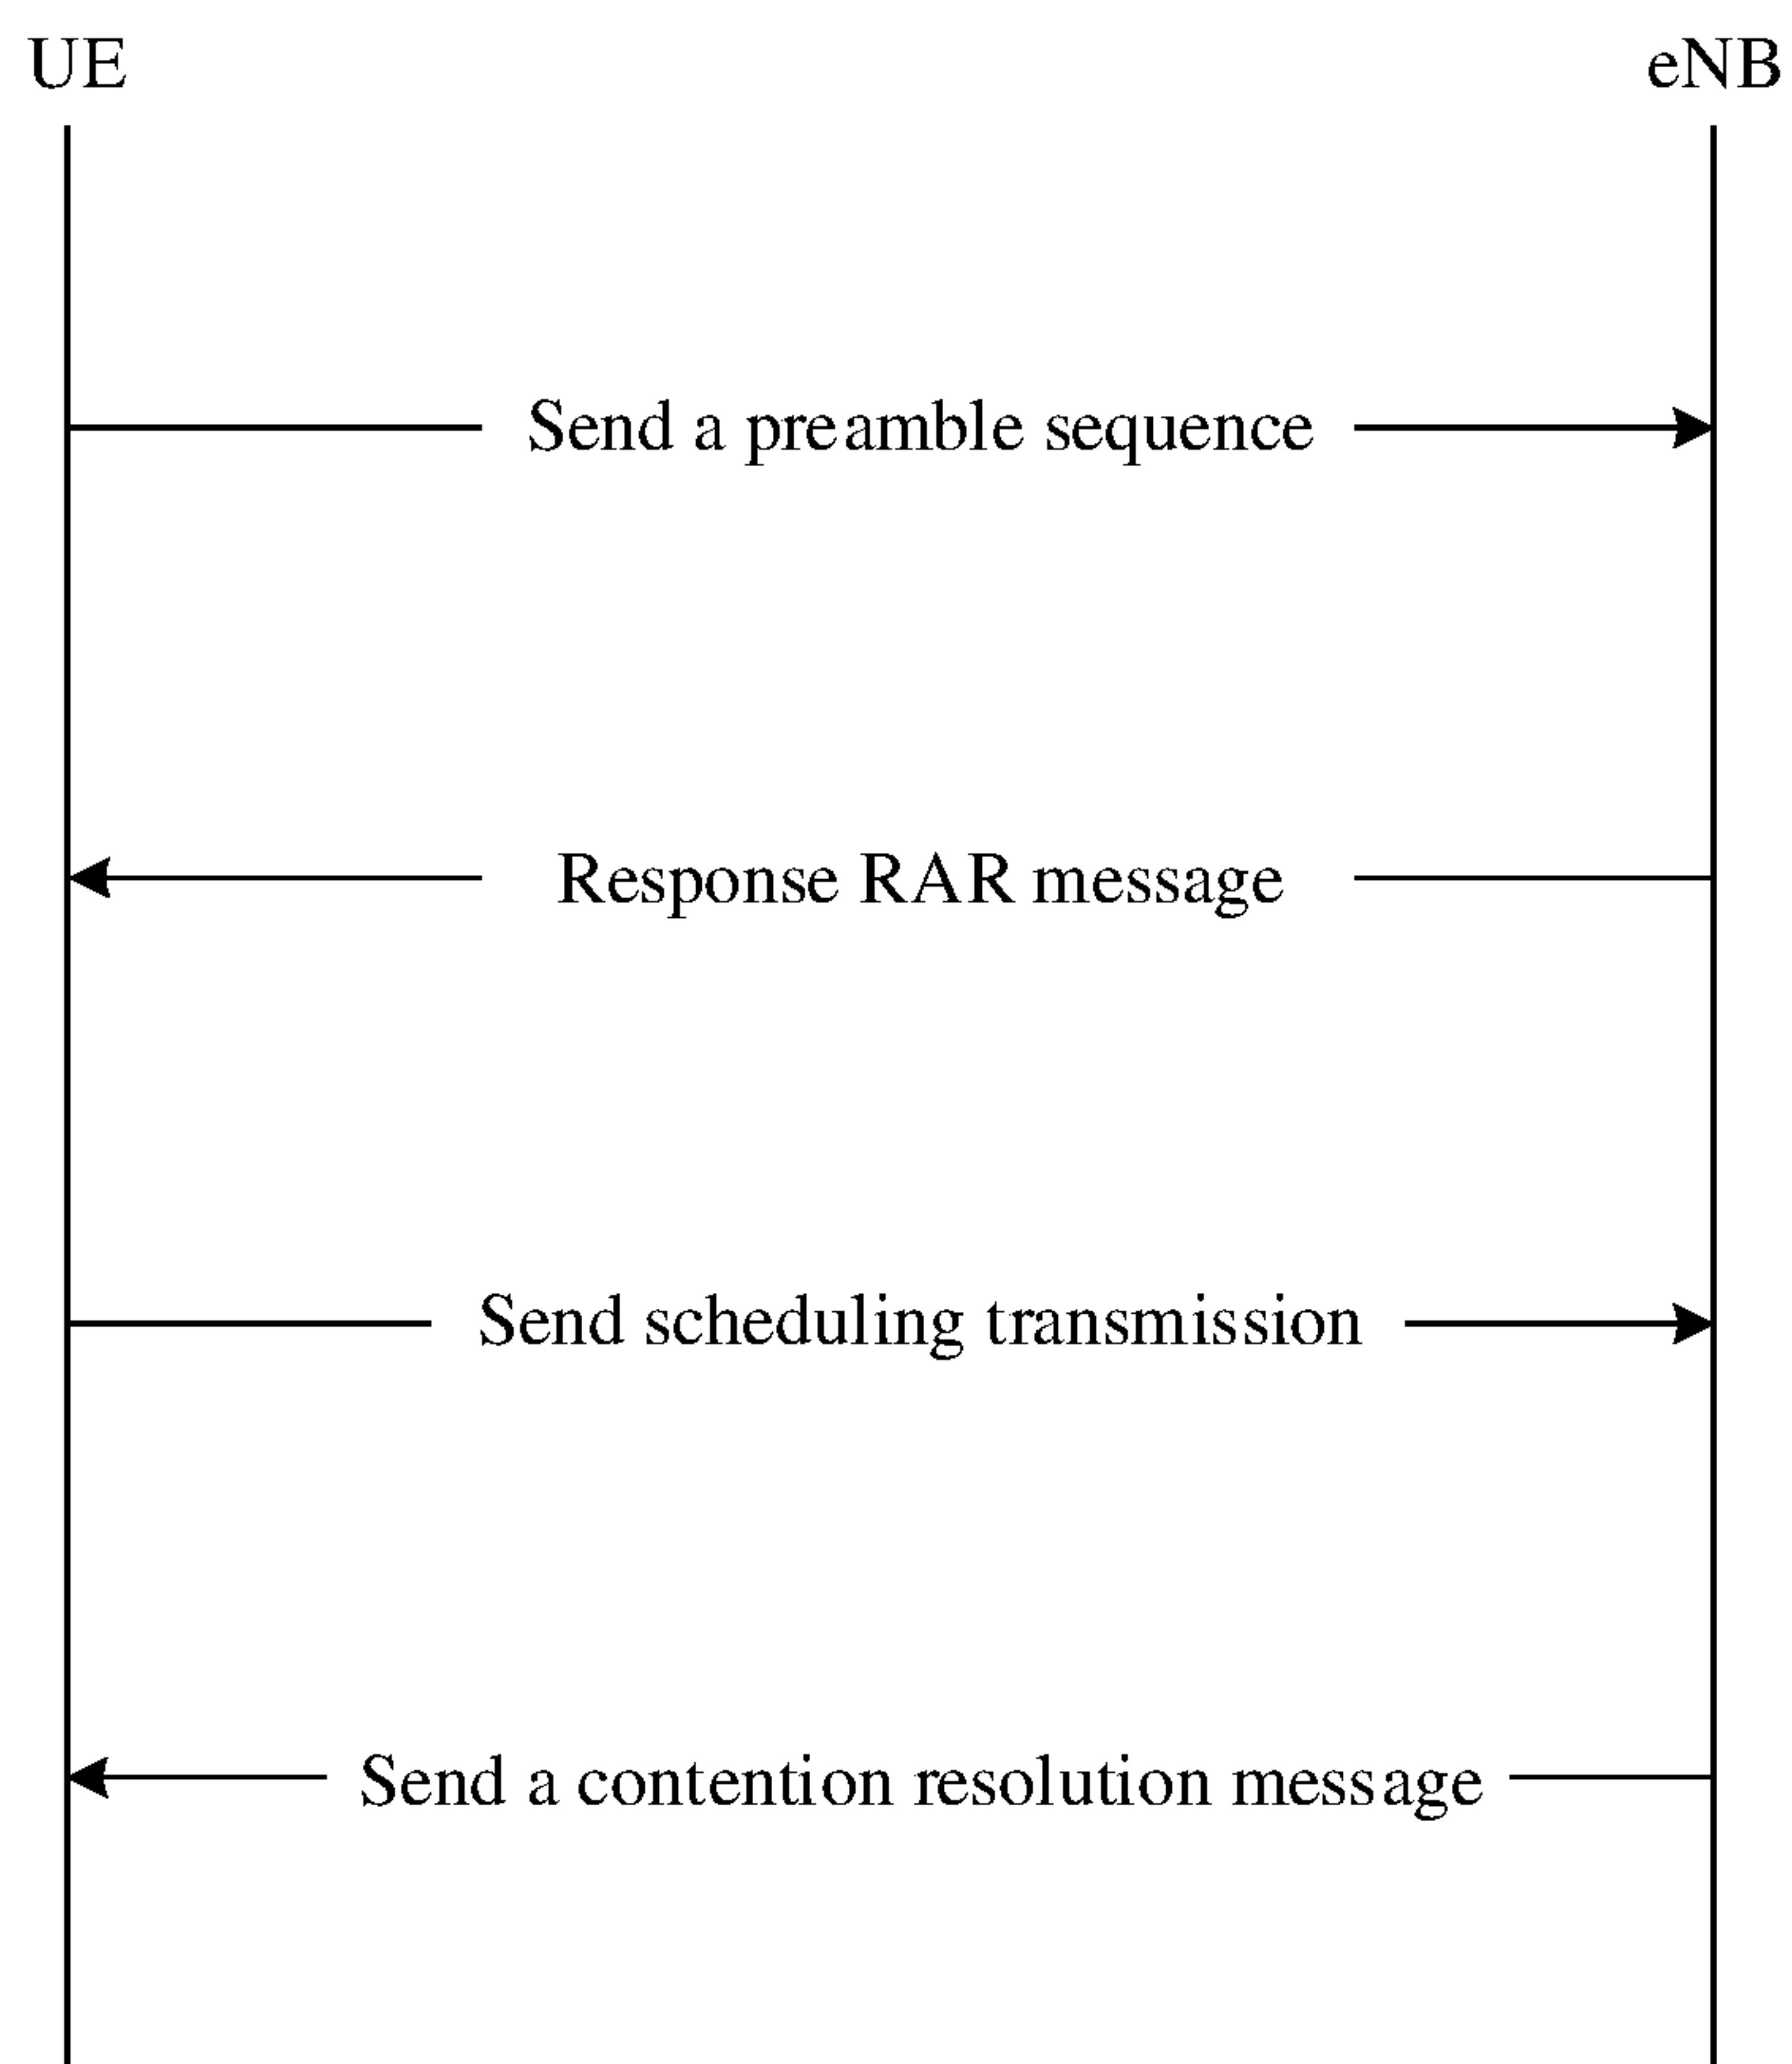 UE
eNB
Send a preamble sequence
Response RAR message
Send scheduling transmission
Send a contention resolution message